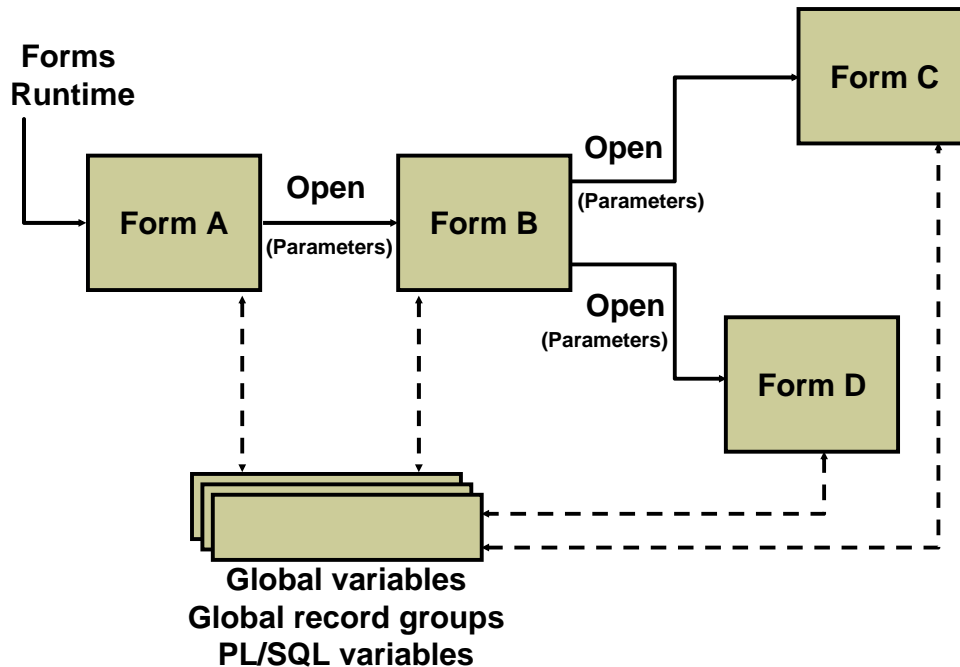 Forms
Runtime
Form A
Open
(Parameters)
Form B
Open
(Parameters)
Form C
Open
(Parameters)
Form D
Global variables
Global record groups
PL/SQL variables